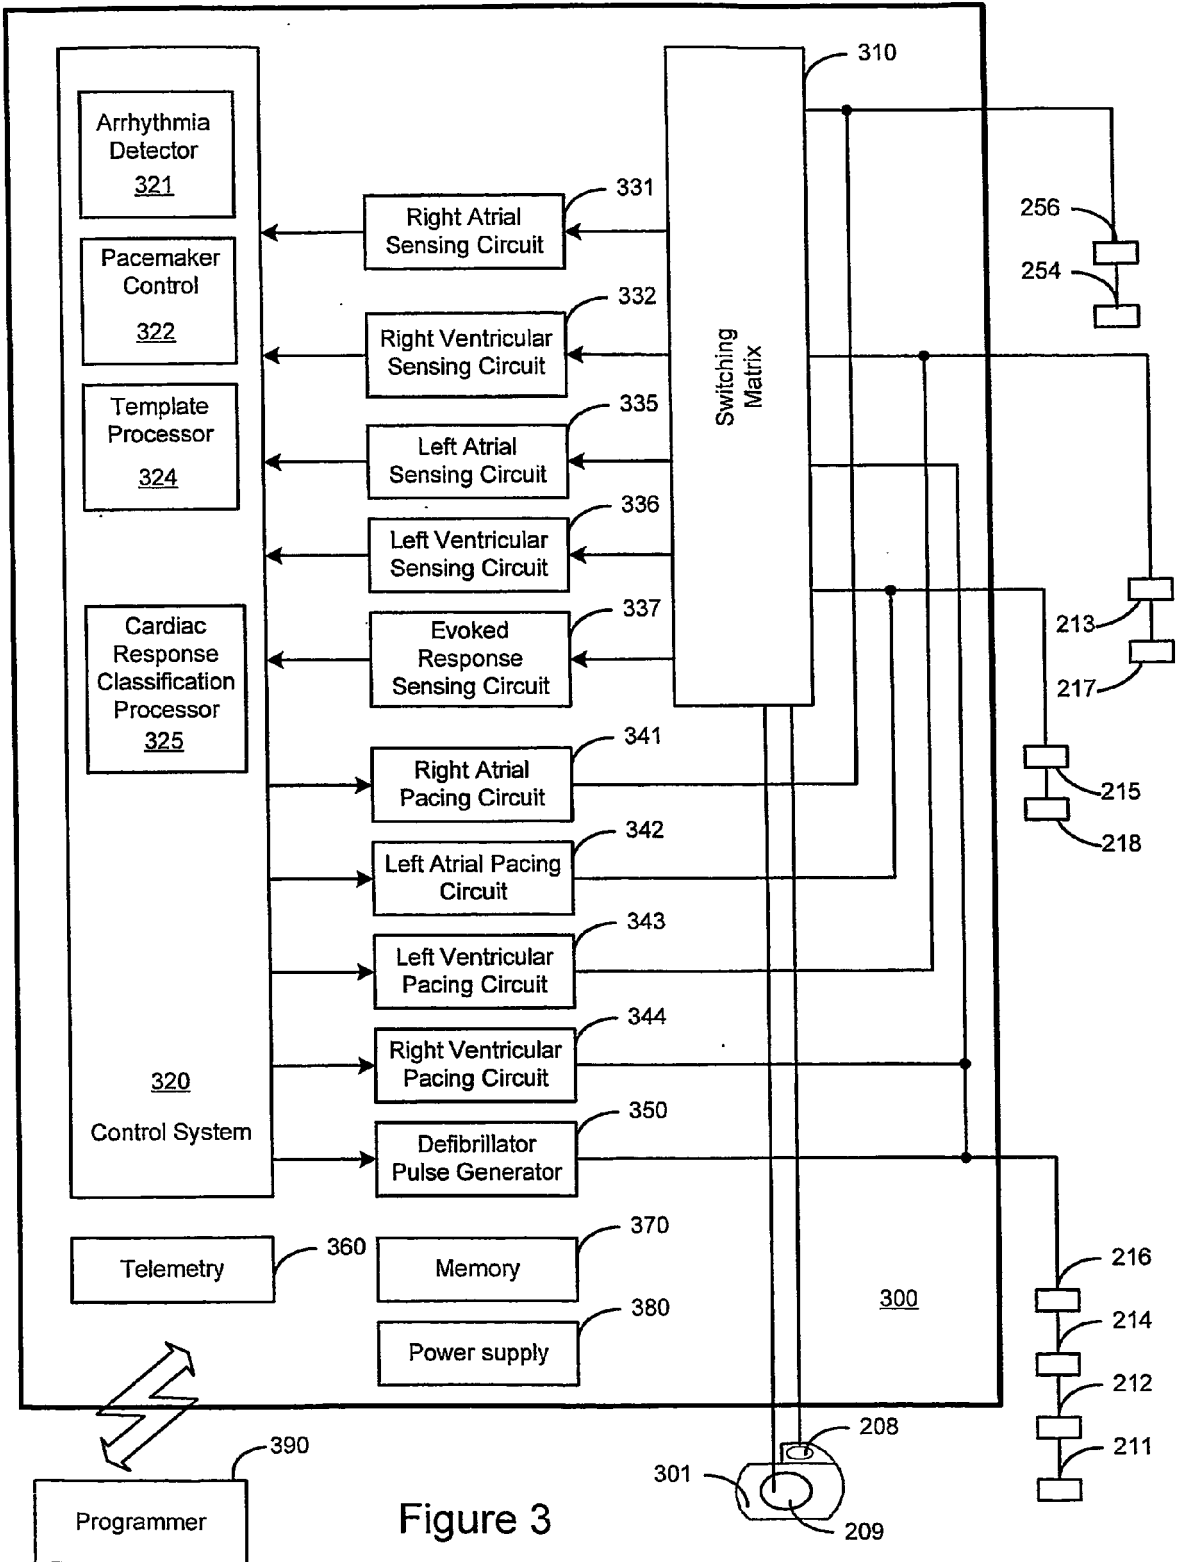 310
Arrhythmia
Detector
321
331
Right Atrial
Sensing Circuit
256
Pacemaker
Control
322
254
332
Right Ventricular
Sensing Circuit
Switching
Matrix
Template
Processor
324
335
Left Atrial
Sensing Circuit
336
Left Ventricular
Sensing Circuit
337
Evoked
Response
Sensing Circuit
Cardiac
Response
Classification
Processor
325
213
217
341
Right Atrial
Pacing Circuit
215
218
342
Left Atrial Pacing
Circuit
343
Left Ventricular
Pacing Circuit
344
Right Ventricular
Pacing Circuit
320
Control System
350
Defibrillator
Pulse Generator
360
Telemetry
370
Memory
380
Power supply
300
216
214
212
211
208
301
209
390
Programmer
Figure 3